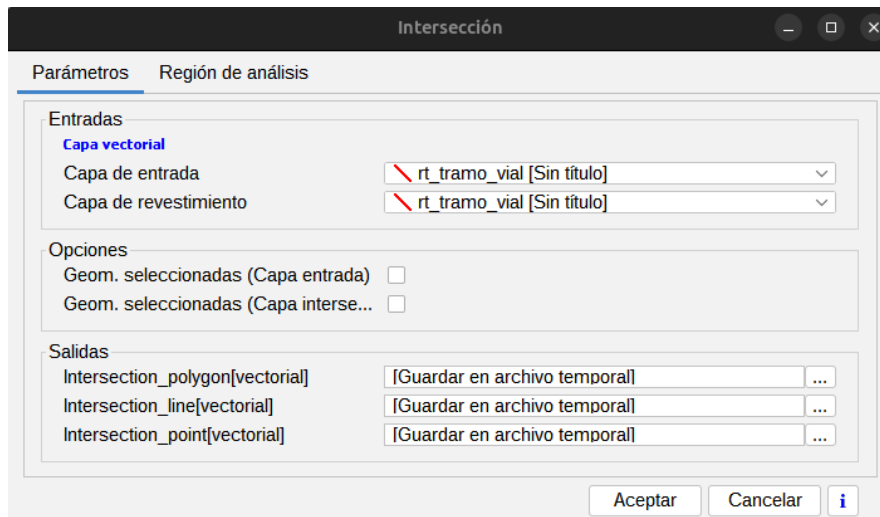 Intersección
Parámetros Región de análisis
Entradas
Capa vectorial
Capa de entrada rt_tramo_vial [Sin título]
Capa de revestimiento rt_tramo_vial [Sin título]
Opciones
Geom. seleccionadas (Capa entrada)
Geom. seleccionadas (Capa interse...
Salidas
Intersection_polygon[vectorial] [Guardar en archivo temporal] ...
Intersection_line[vectorial] [Guardar en archivo temporal] ...
Intersection_point[vectorial] [Guardar en archivo temporal] ...
Aceptar Cancelar i